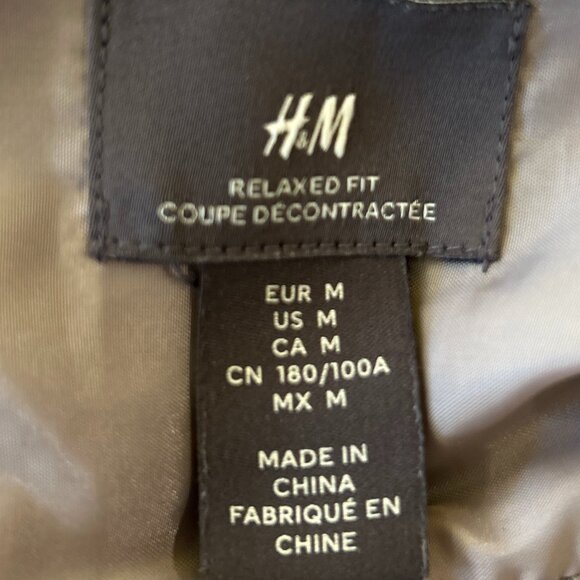 H&M
RELAXED FIT
COUPE DÉCONTRACTÉE
EUR M
US M
CA M
CN 180/100A
MX M
MADE IN
CHINA
FABRIQUÉ EN
CHINE